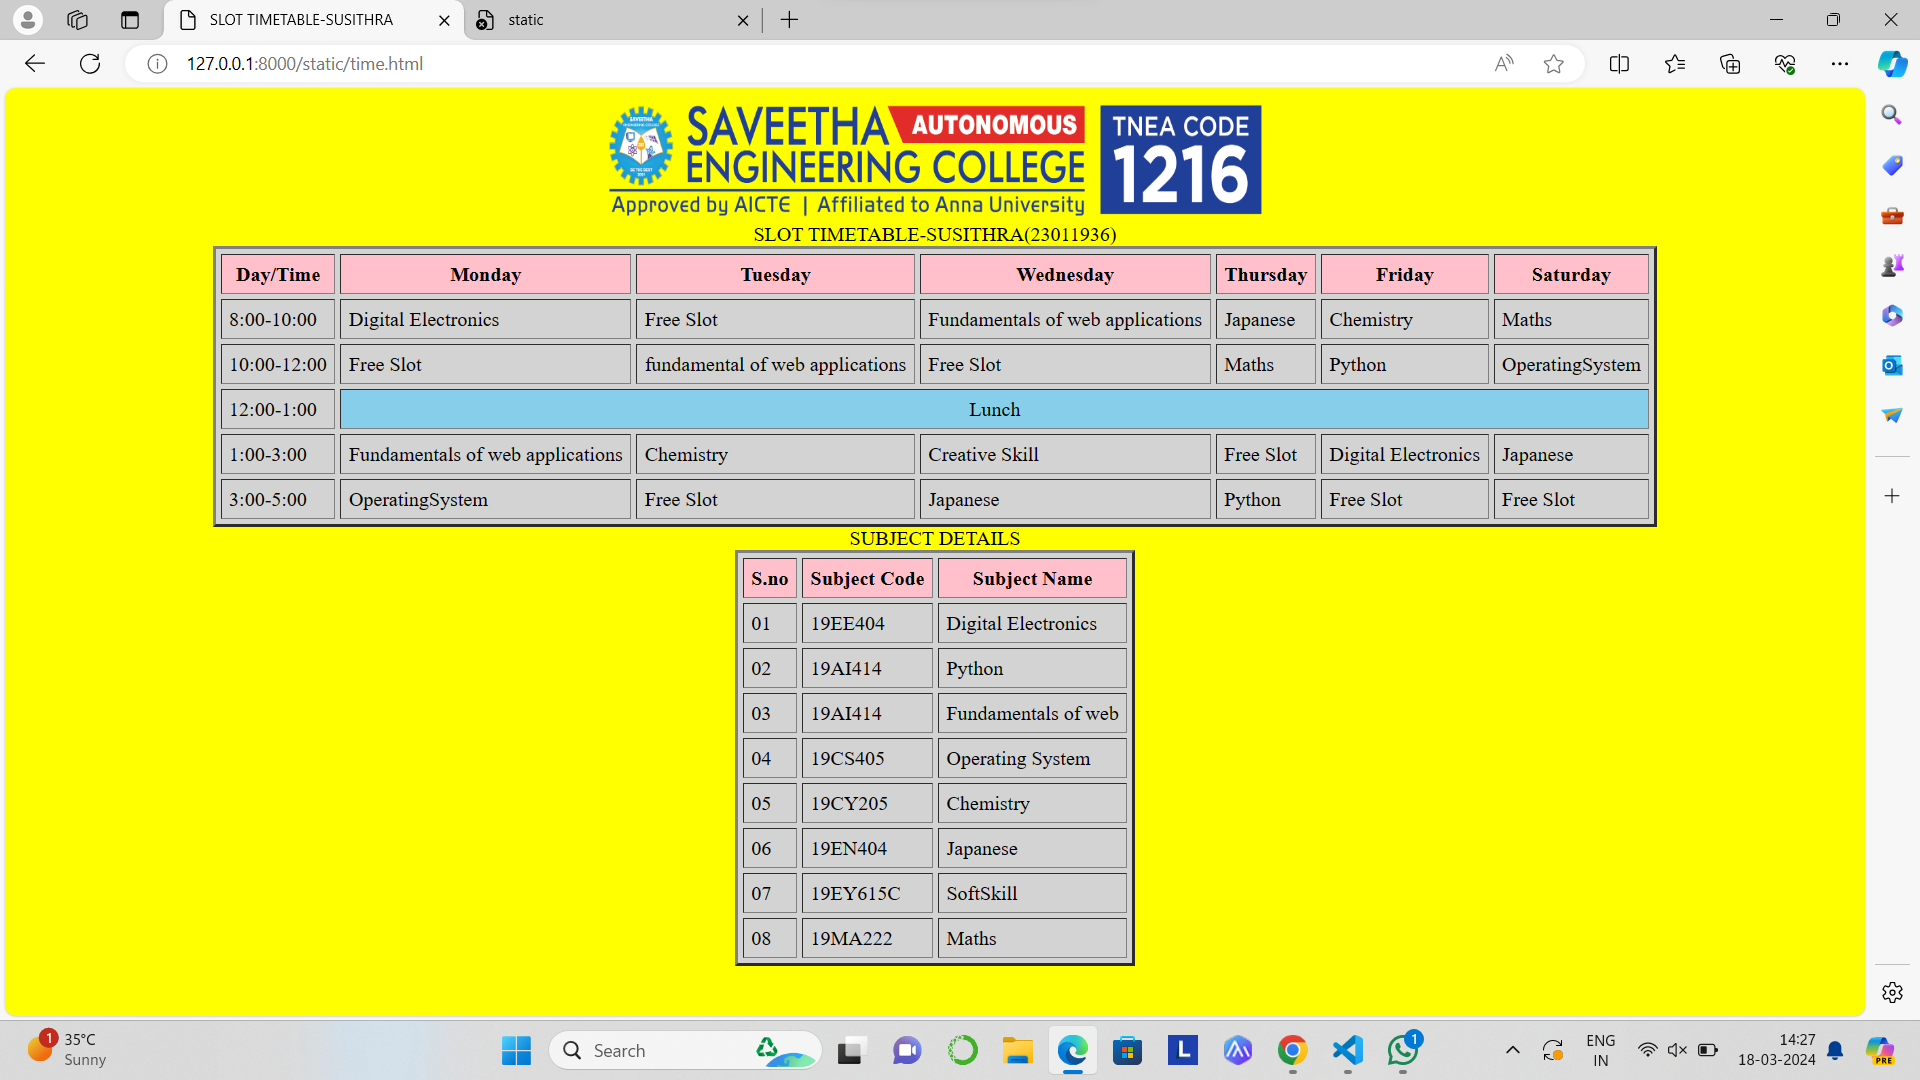 SLOT TIMETABLE-SUSITHRA
static
127.0.0.1:8000/static/time.html
SAVEETHA AUTONOMOUS
ENGINEERING COLLEGE
Approved by AICTE | Affiliated to Anna University
TNEA CODE
1216
SLOT TIMETABLE-SUSITHRA(23011936)
Day/Time Monday Tuesday Wednesday Thursday Friday Saturday
8:00-10:00 Digital Electronics Free Slot Fundamentals of web applications Japanese Chemistry Maths
10:00-12:00 Free Slot fundamental of web applications Free Slot Maths Python OperatingSystem
12:00-1:00 Lunch
1:00-3:00 Fundamentals of web applications Chemistry Creative Skill Free Slot Digital Electronics Japanese
3:00-5:00 OperatingSystem Free Slot Japanese Python Free Slot Free Slot
SUBJECT DETAILS
S.no Subject Code Subject Name
01 19EE404 Digital Electronics
02 19AI414 Python
03 19AI414 Fundamentals of web
04 19CS405 Operating System
05 19CY205 Chemistry
06 19EN404 Japanese
07 19EY615C SoftSkill
08 19MA222 Maths
1
35°C
Sunny
Search
L
1
ENG
IN
14:27
18-03-2024
PRE